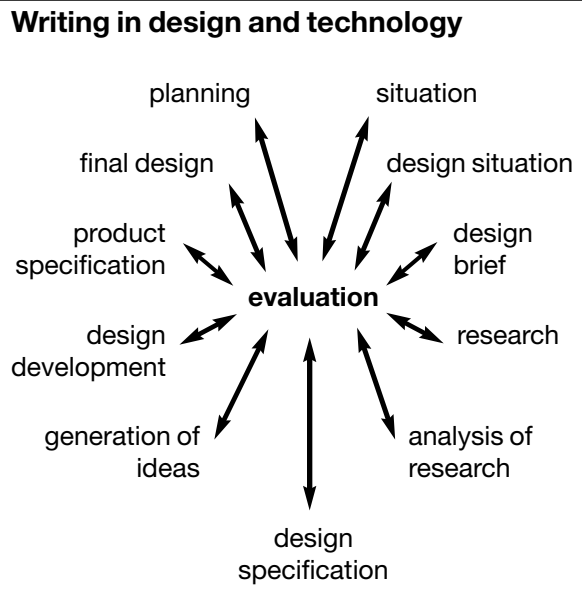 Writing in design and technology
planning
situation
final design
design situation
product
specification
design
brief
evaluation
design
development
research
generation of
ideas
analysis of
research
design
specification